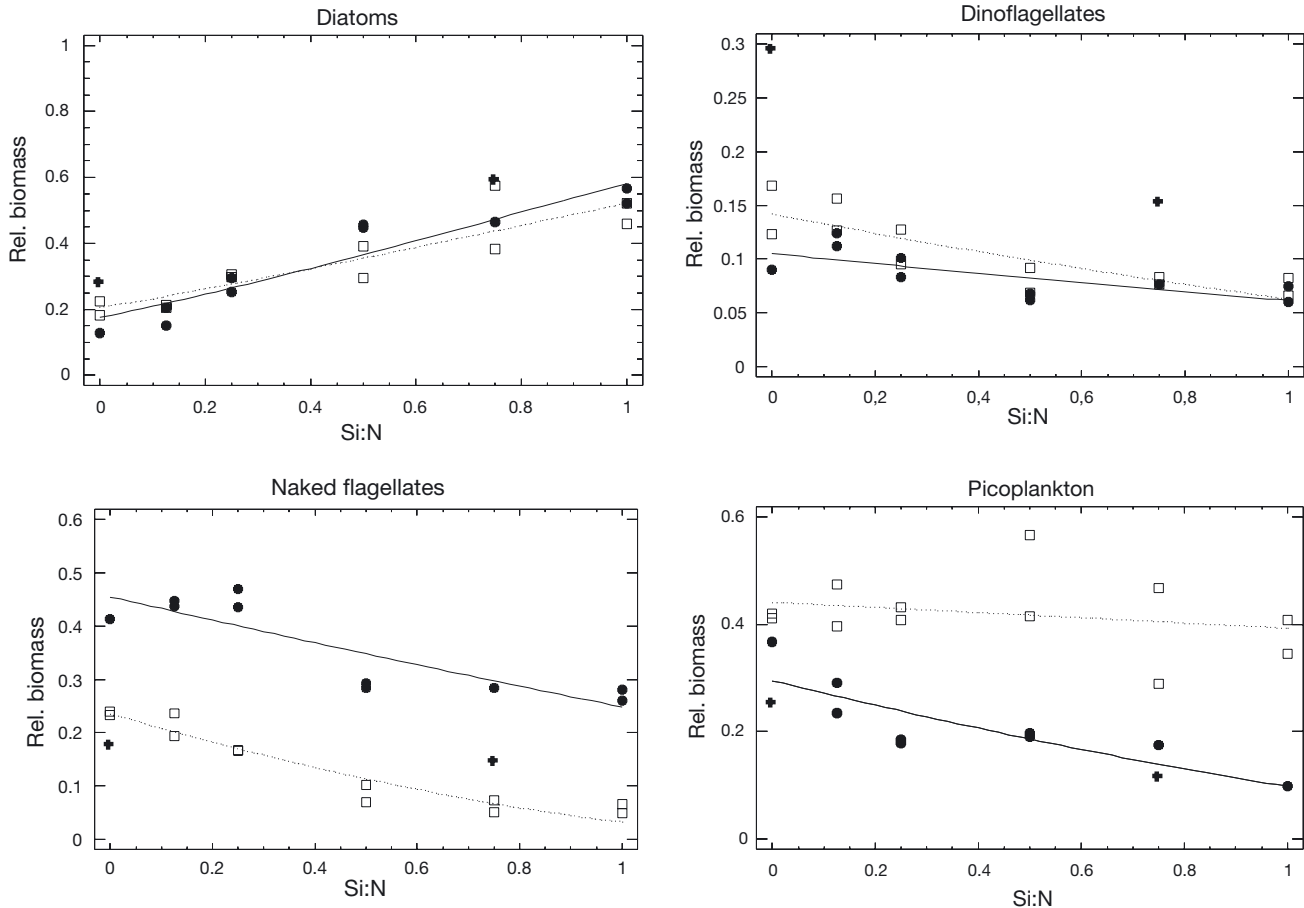 Diatoms
1
0.8
0.6
0.4
0.2
0
Rel. biomass
0 0.2 0.4 0.6 0.8 1
Si:N
Dinoflagellates
0.3
0.25
0.2
0.15
0.1
0.05
0
Rel. biomass
0 0,2 0,4 0,6 0,8 1
Si:N
Naked flagellates
0.6
0.5
0.4
0.3
0.2
0.1
0
Rel. biomass
0 0.2 0.4 0.6 0.8 1
Si:N
Picoplankton
0.6
0.4
0.2
0
Rel. biomass
0 0.2 0.4 0.6 0.8 1
Si:N